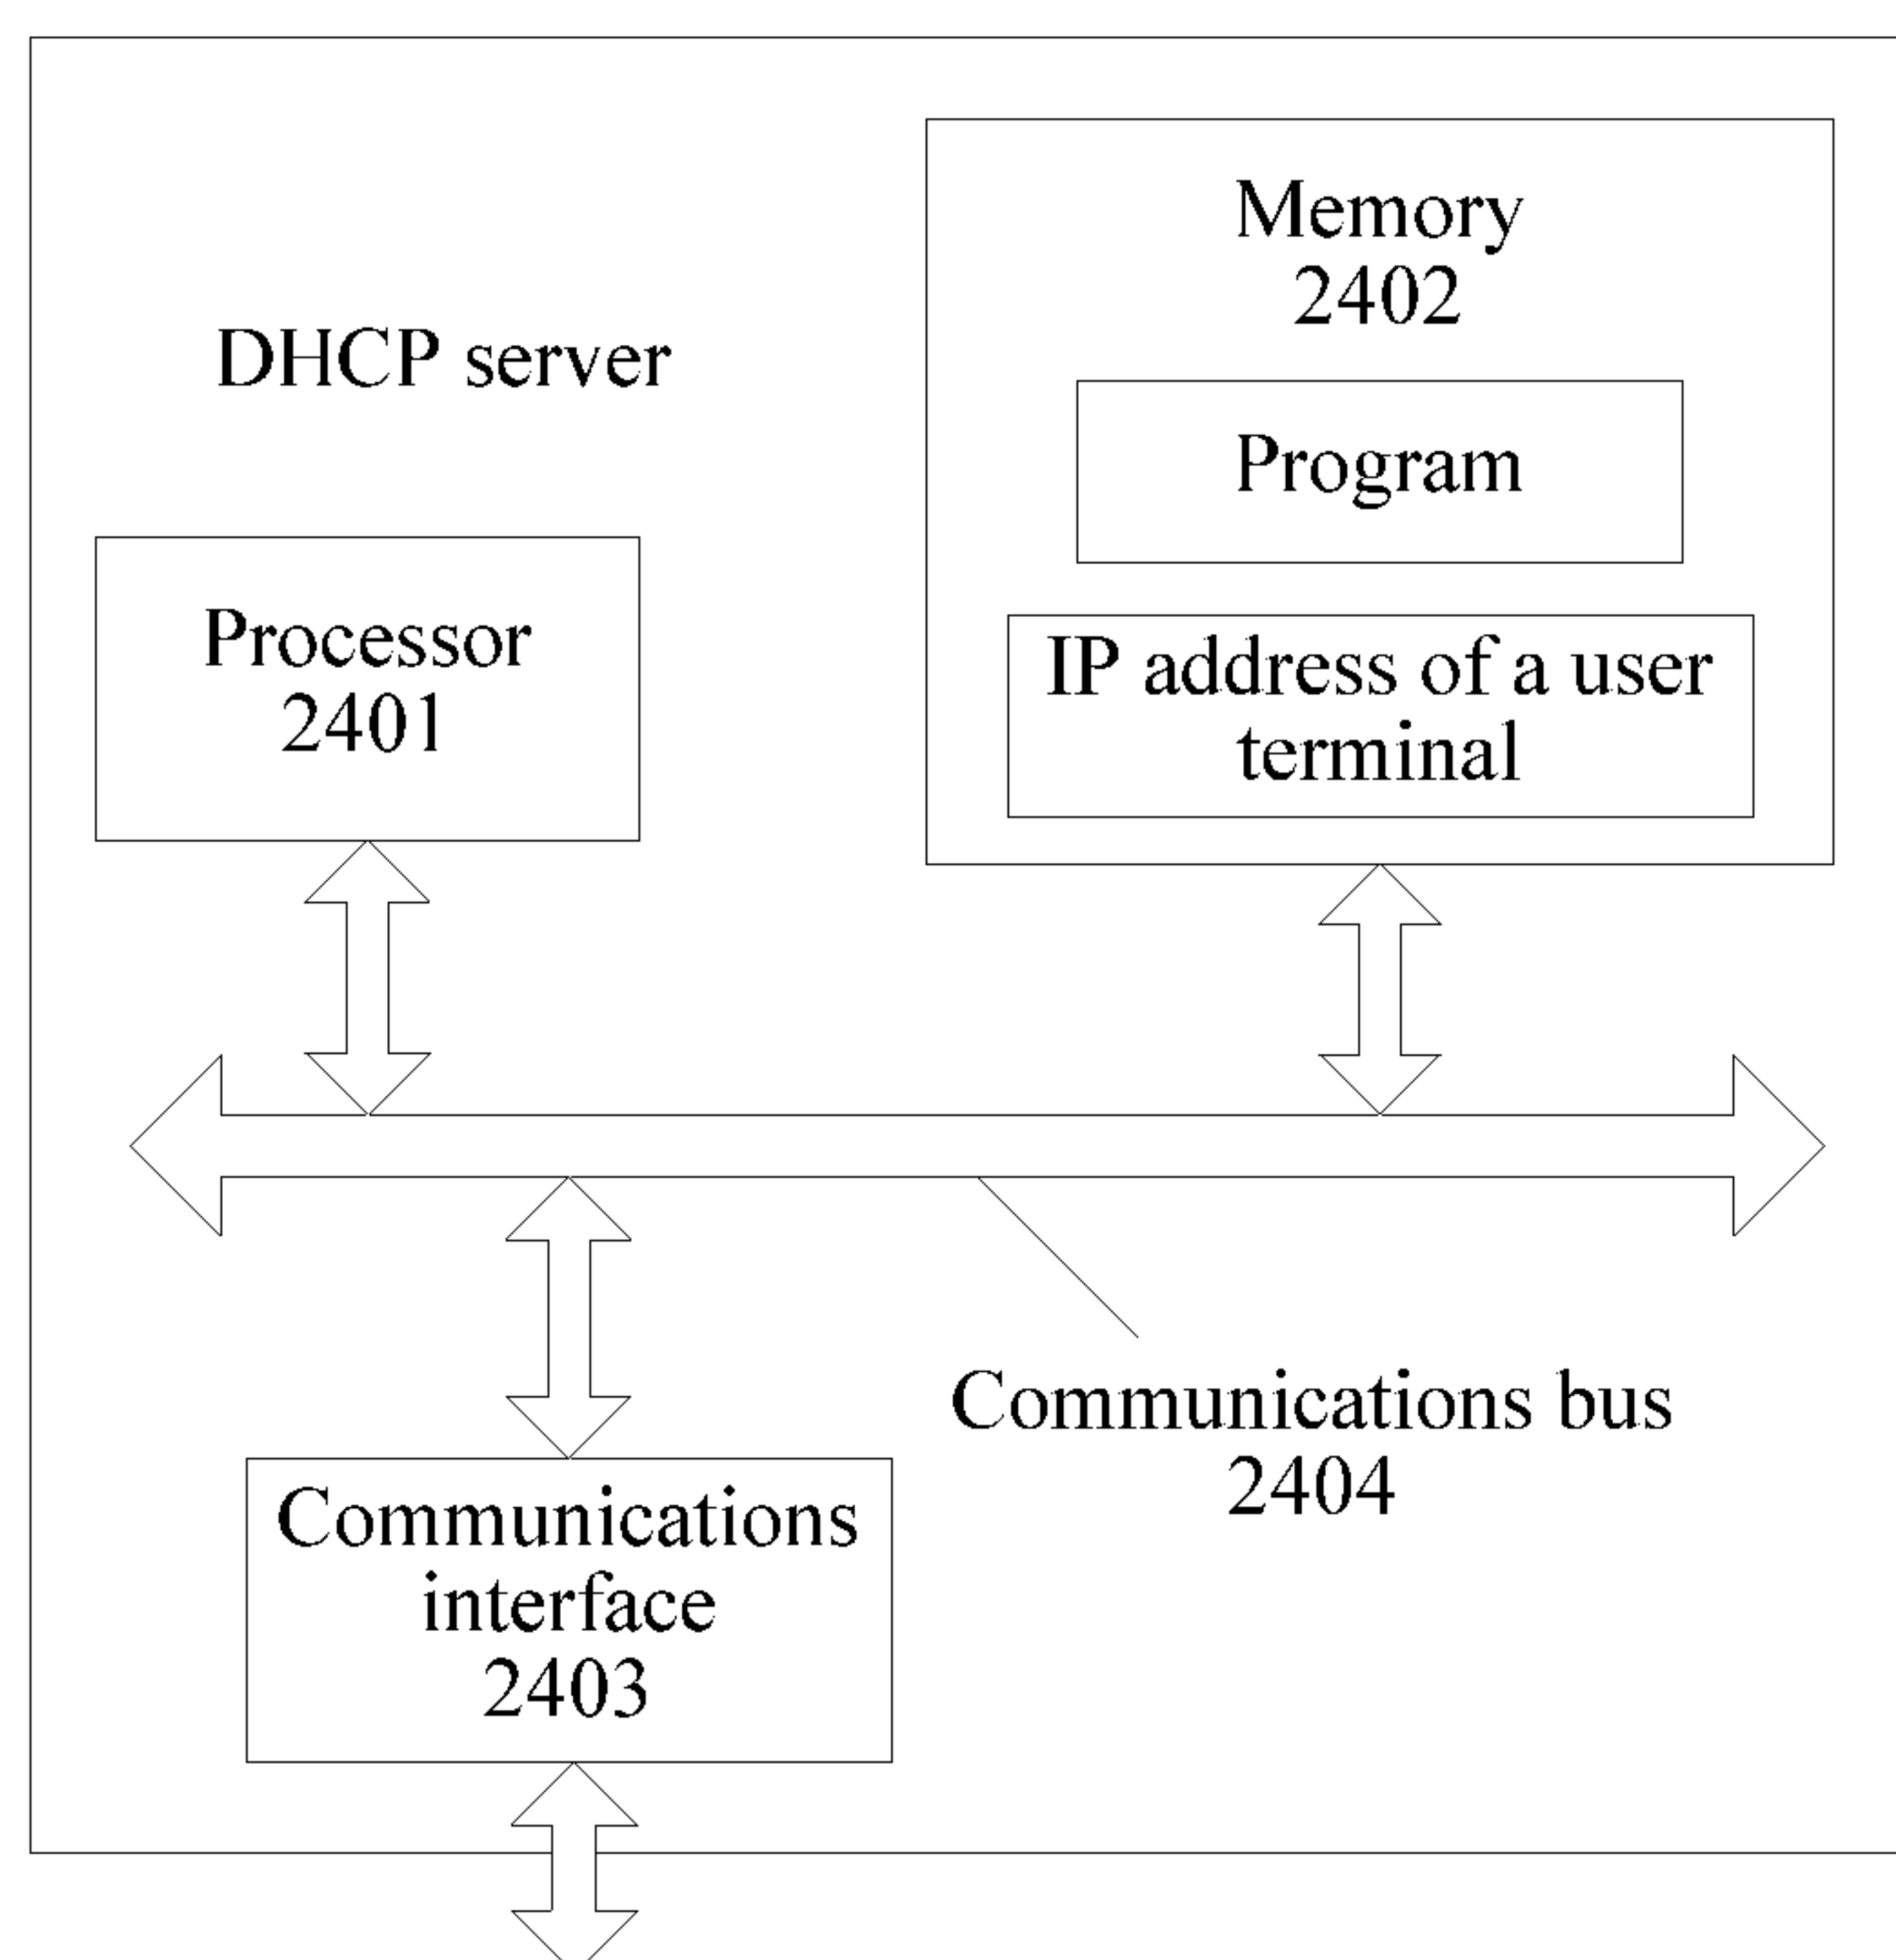 DHCP server
Memory
2402
Program
IP address of a user
terminal
Processor
2401
Communications bus
2404
Communications
interface
2403